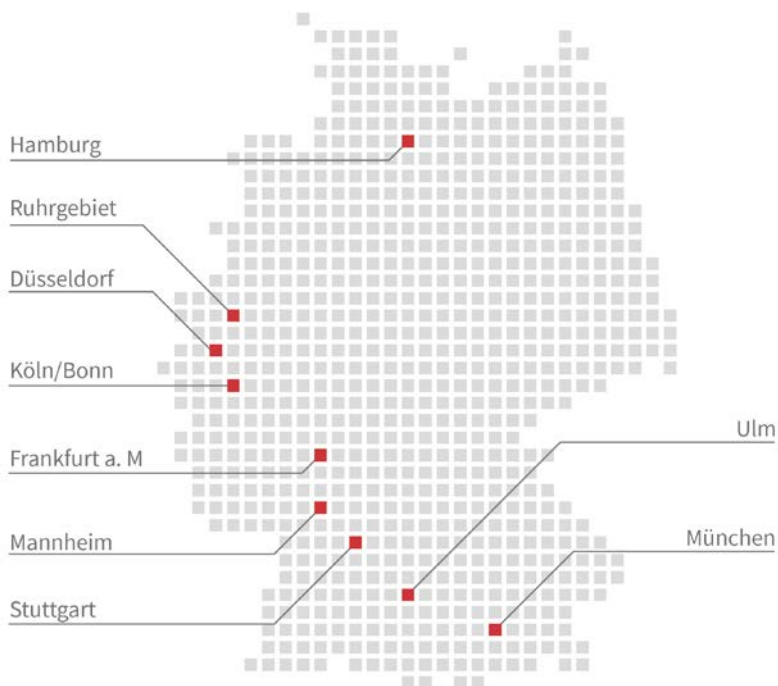 Hamburg
Ruhrgebiet
Düsseldorf
Köln/Bonn
Frankfurt a. M
Mannheim
Stuttgart
Ulm
München